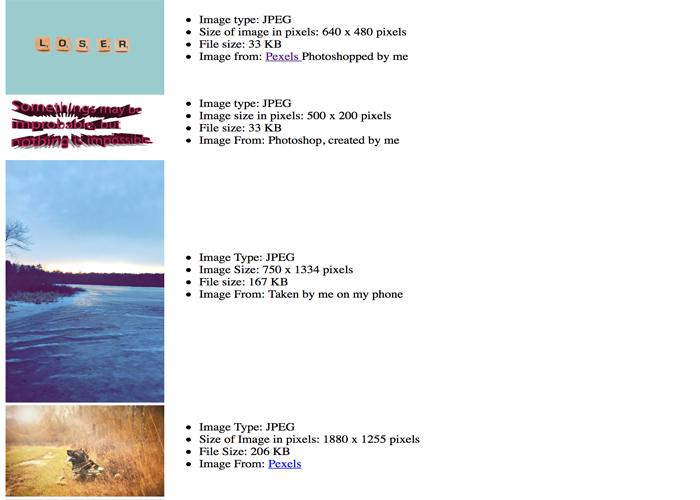 LOSER
Image type: JPEG
Size of image in pixels: 640 x 480 pixels
File size: 33 KB
Image from: Pexels Photoshopped by me
Somethings may be
improbable, but
nothing is impossible.
Image type: JPEG
Image size in pixels: 500 x 200 pixels
File size: 33 KB
Image From: Photoshop, created by me
Image Type: JPEG
Image Size: 750 x 1334 pixels
File size: 167 KB
Image From: Taken by me on my phone
Image Type: JPEG
Size of Image in pixels: 1880 x 1255 pixels
File Size: 206 KB
Image From: Pexels